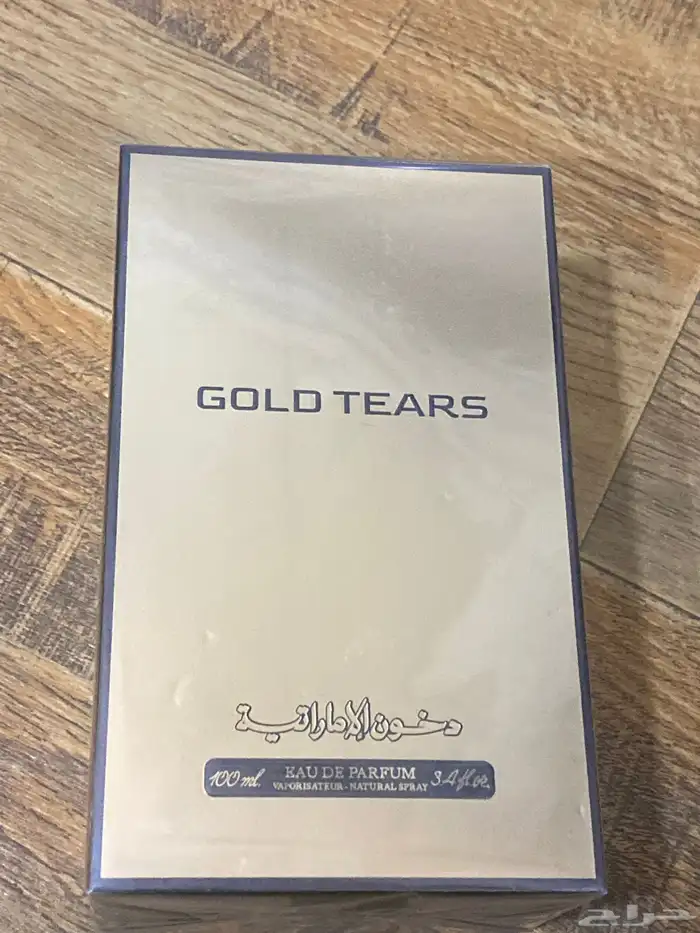 GOLD TEARS
دخون الإماراتية
100 ml. EAU DE PARFUM 3.4 fl oz.
VAPORISATEUR - NATURAL SPRAY
حراج